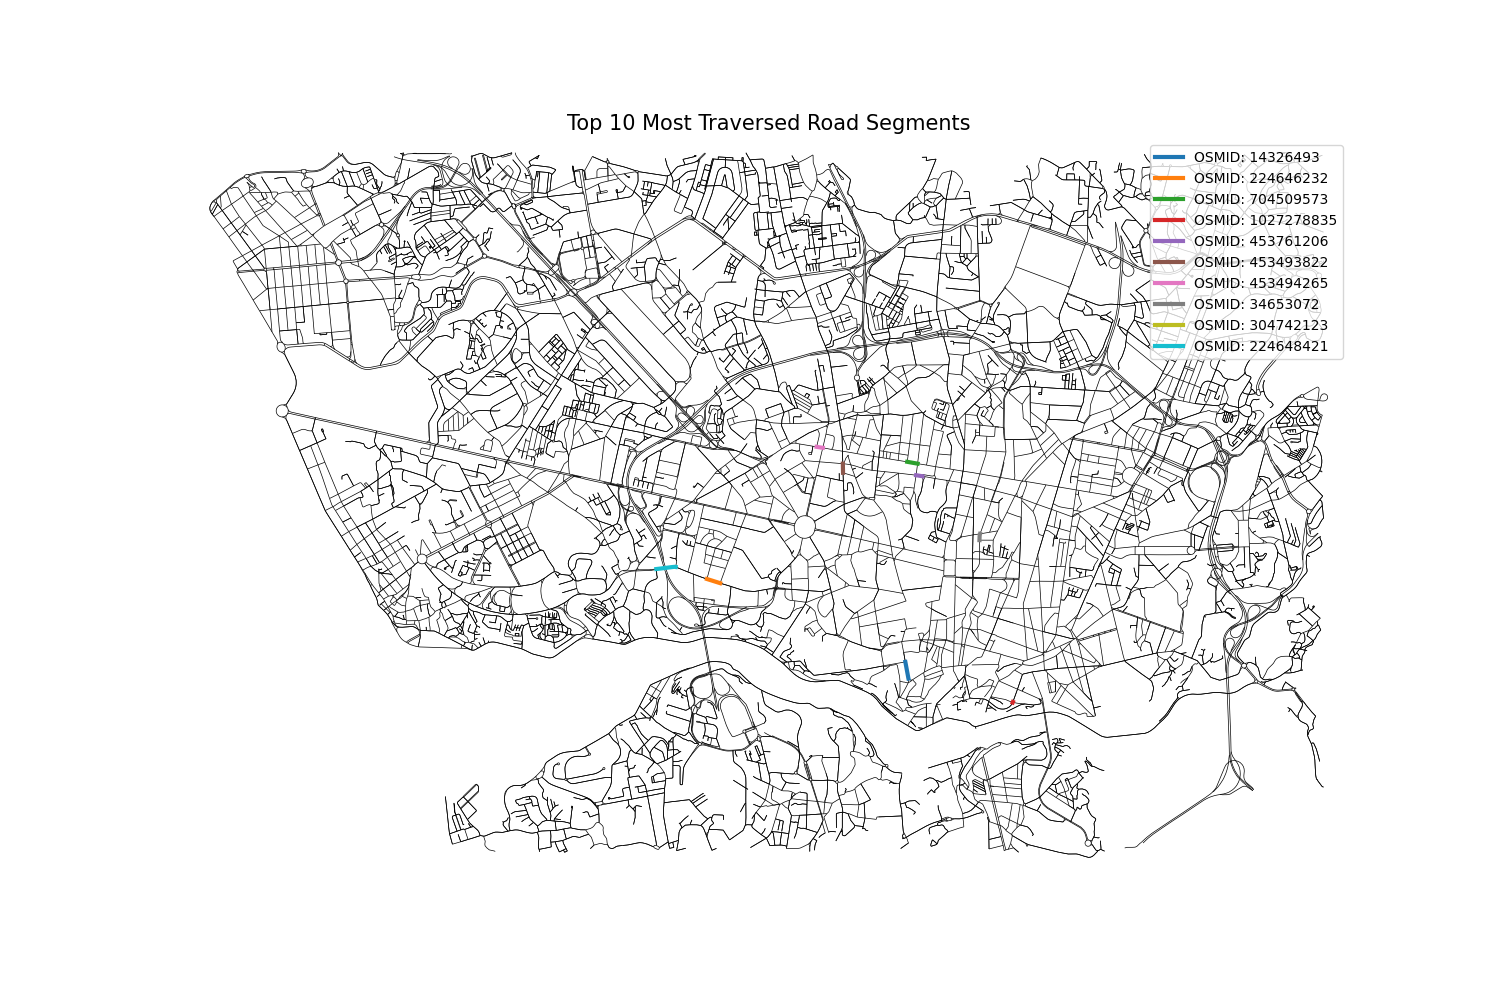 Top 10 Most Traversed Road Segments
OSMID: 14326493
OSMID: 224646232
OSMID: 704509573
OSMID: 1027278835
OSMID: 453761206
OSMID: 453493822
OSMID: 453494265
OSMID: 34653072
OSMID: 304742123
OSMID: 224648421